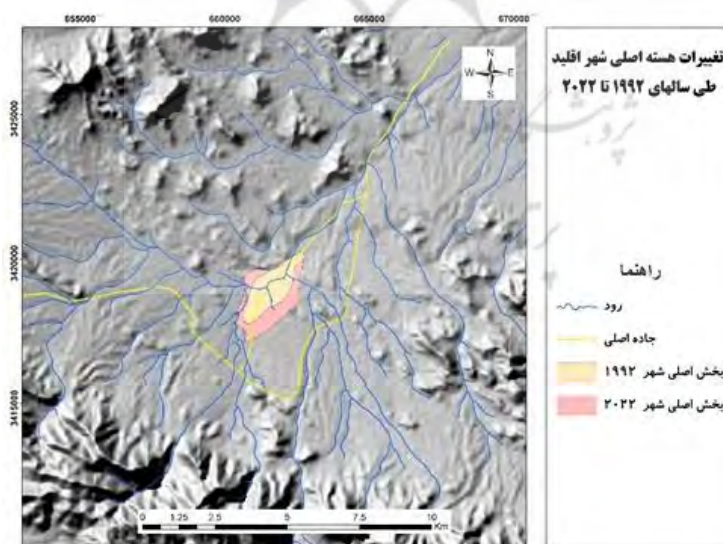 655000 660000 665000 670000
تغییرات هسته اصلی شهر اقلید
طی سالهای ۱۹۹۲ تا ۲۰۲۲
N
W E
S
3425000
3420000
3415000
راهنما
رود
جاده اصلی
بخش اصلی شهر ۱۹۹۲
بخش اصلی شهر ۲۰۲۲
0 1.25 2.5 5 7.5 10
Km